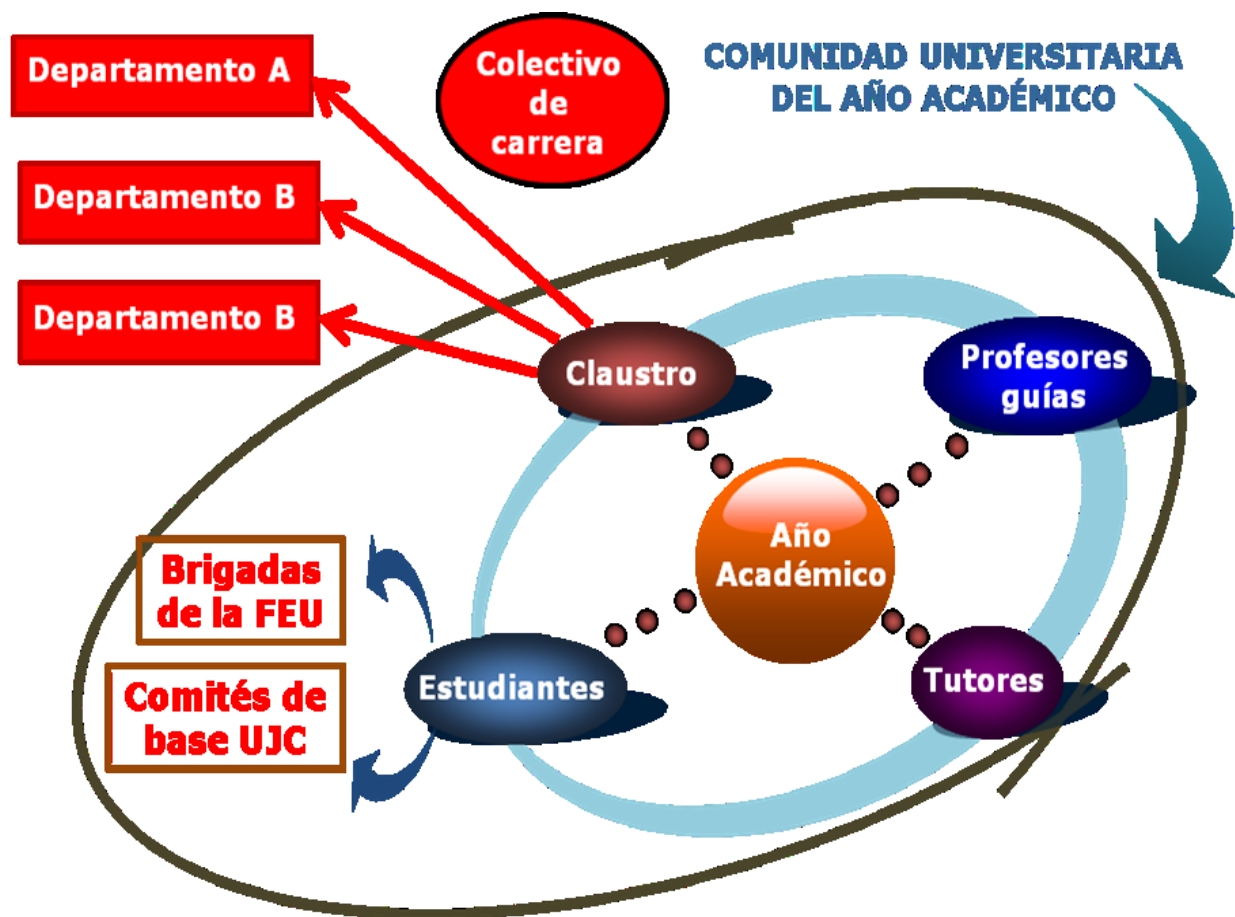 Departamento A
Departamento B
Departamento B
Colectivo
de
carrera
COMUNIDAD UNIVERSITARIA
DEL AÑO ACADÉMICO
Claustro
Profesores
guías
Año
Académico
Brigadas
de la FEU
Comités de
base UJC
Estudiantes
Tutores